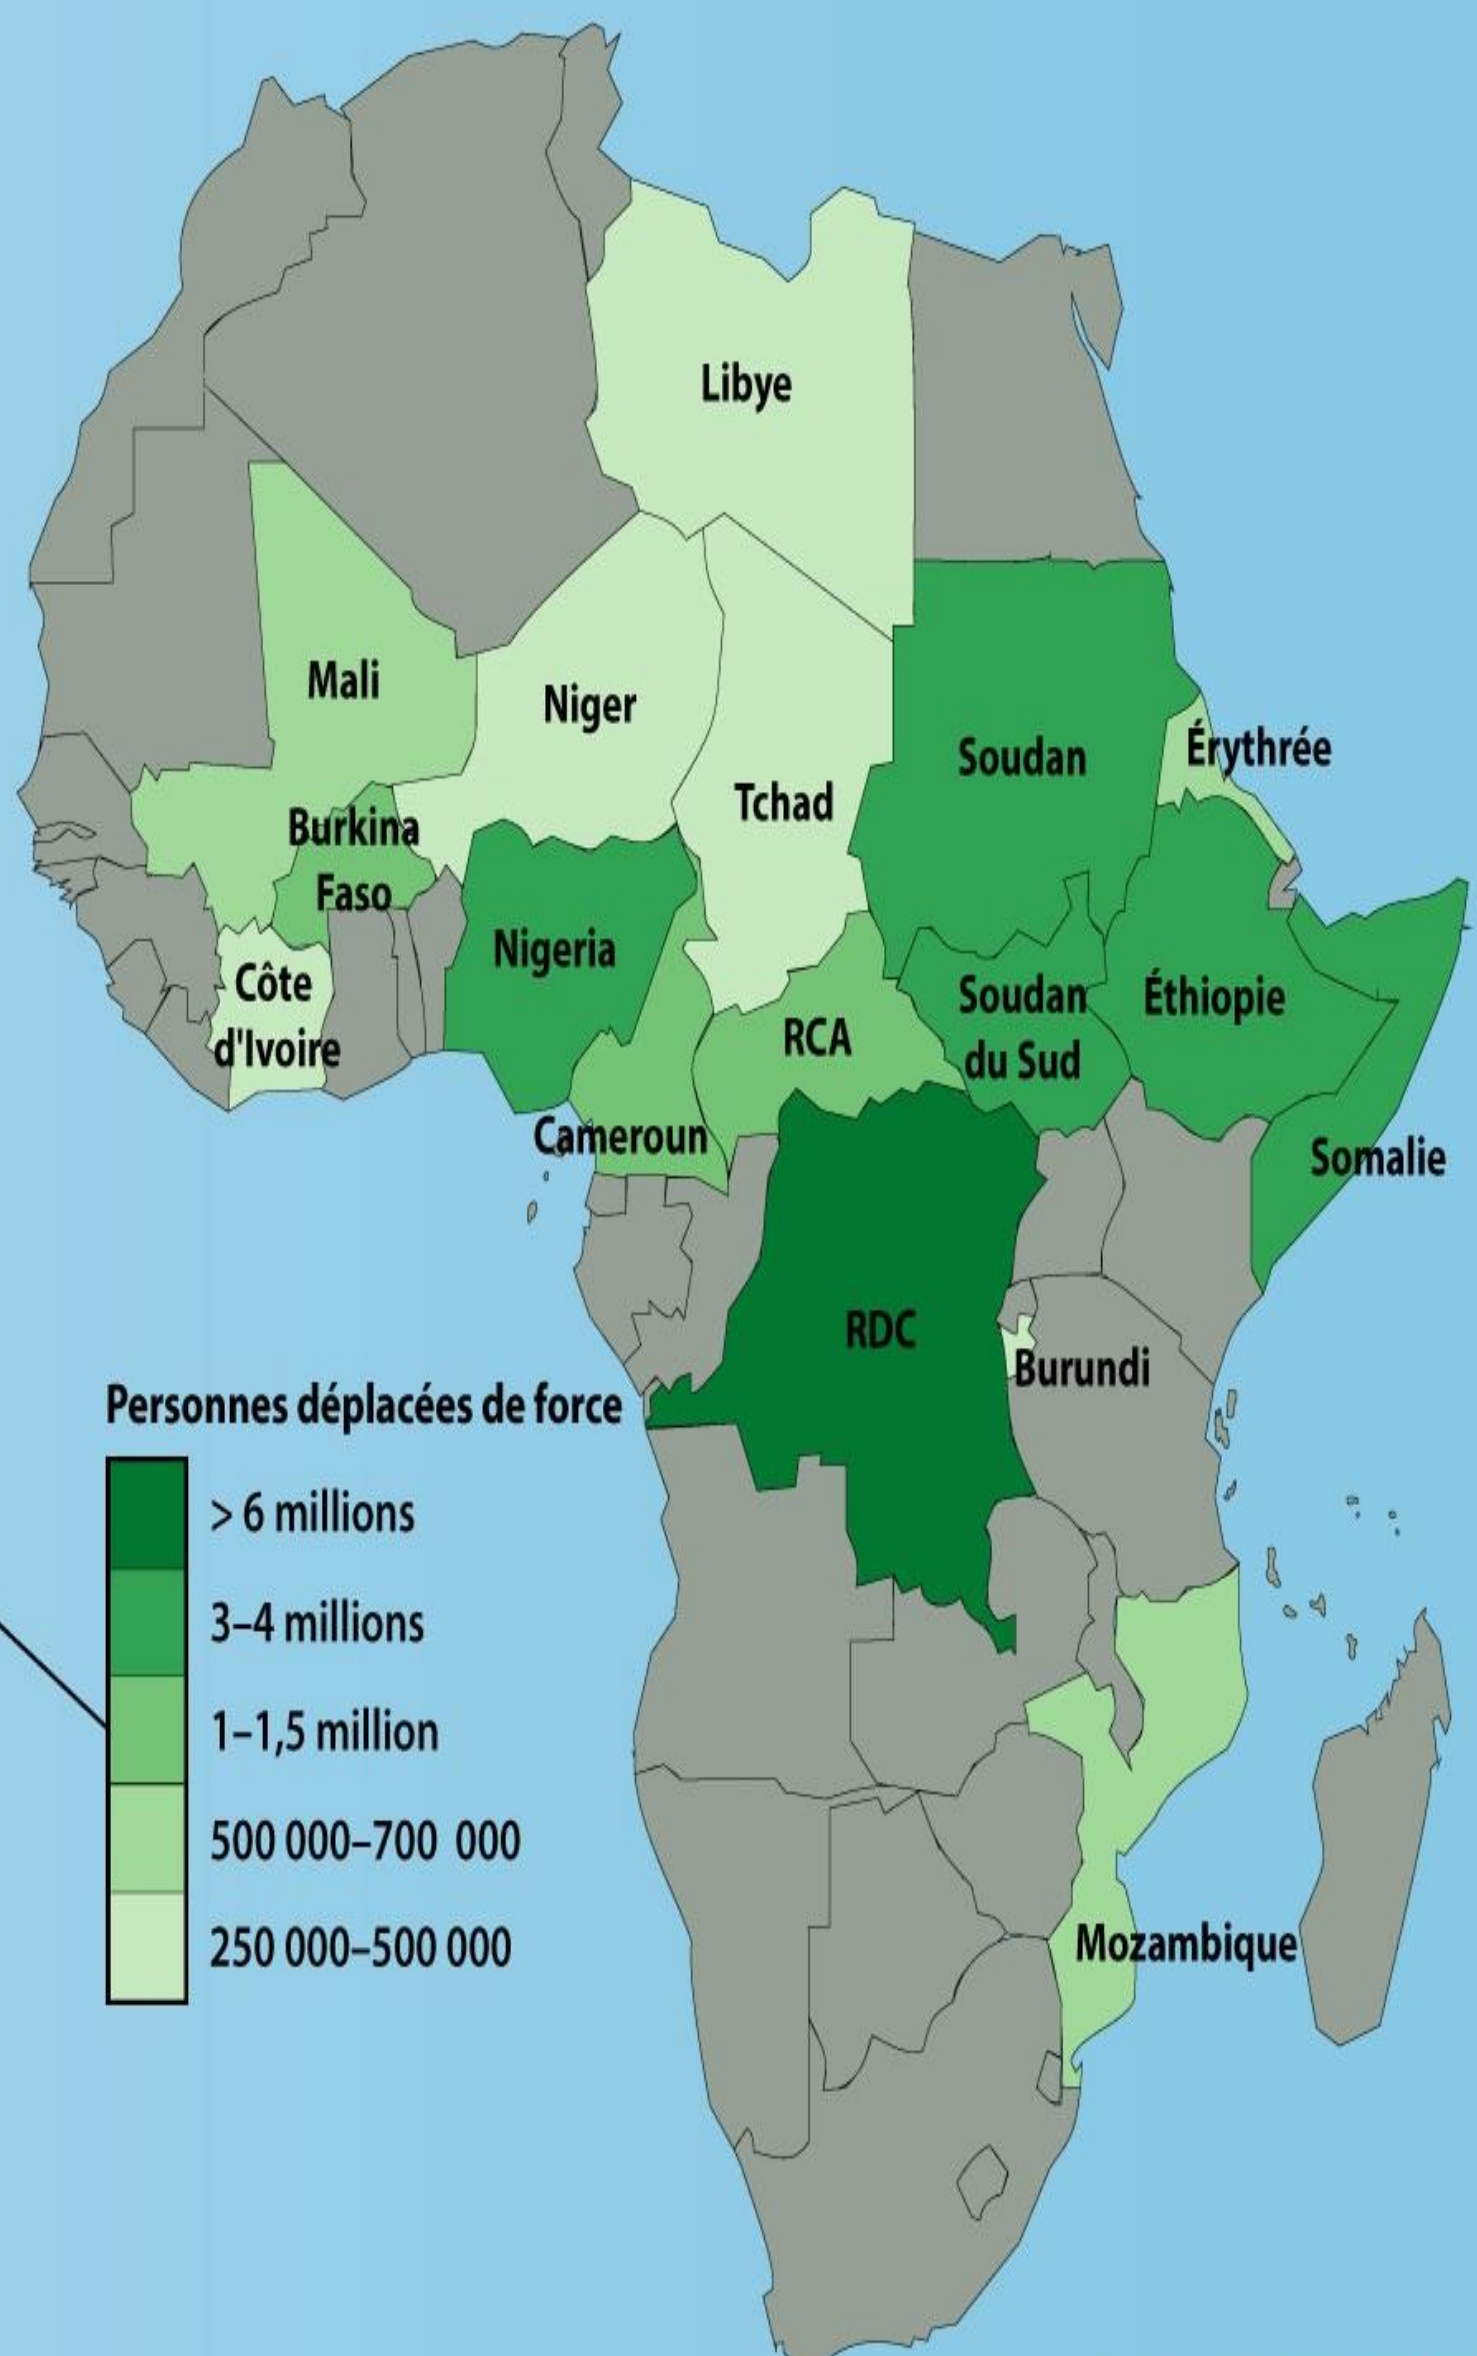 Libye
Mali
Niger
Soudan
Érythrée
Tchad
Burkina
Faso
Nigeria
Côte
d'Ivoire
RCA
Soudan
du Sud
Éthiopie
Cameroun
Somalie
RDC
Burundi
Personnes déplacées de force
> 6 millions
3–4 millions
1–1,5 million
500 000–700 000
250 000–500 000
Mozambique